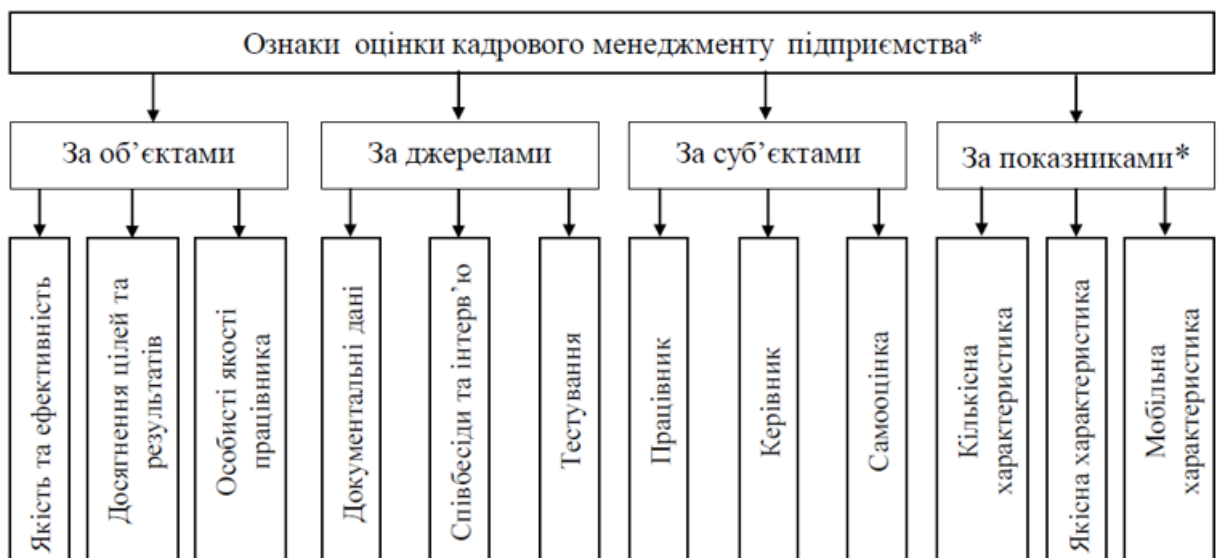 Ознаки оцінки кадрового менеджменту підприємства*
За об’єктами
За джерелами
За суб’єктами
За показниками*
Якість та ефективність
Досягнення цілей та
результатів
Особисті якості
працівника
Документальні дані
Співбесіди та інтерв’ю
Тестування
Працівник
Керівник
Самооцінка
Кількісна
характеристика
Якісна характеристика
Мобільна
характеристика